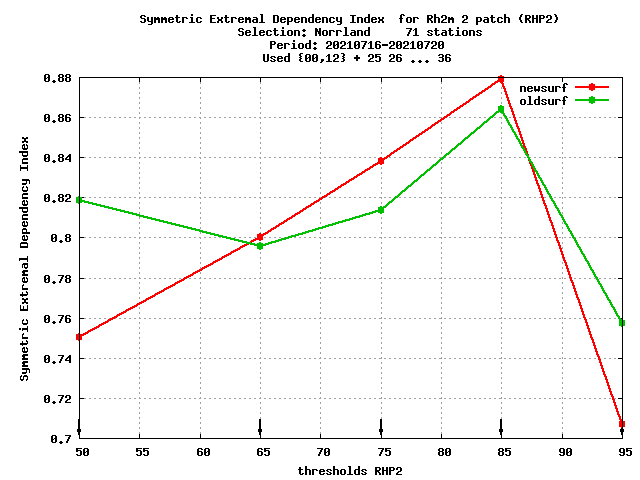 Symmetric Extremal Dependency Index  for Rh2m 2 patch (RHP2)
Selection: Norrland     71 stations
Period: 20210716-20210720
Used {00,12} + 25 26 ... 36
newsurf
oldsurf
Symmetric Extremal Dependency Index
0.88
0.86
0.84
0.82
0.8
0.78
0.76
0.74
0.72
0.7
50 55 60 65 70 75 80 85 90 95
thresholds RHP2